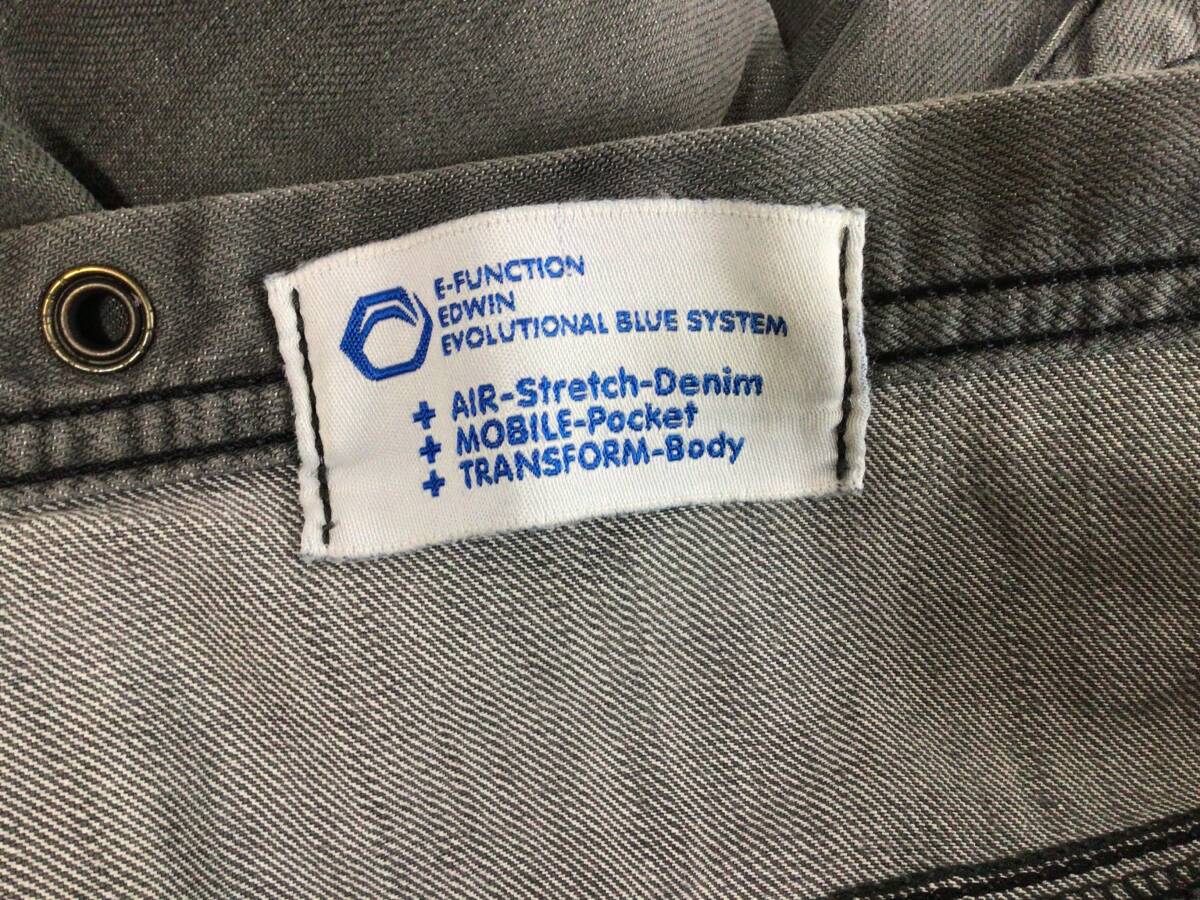 E-FUNCTION
EDWIN
EVOLUTIONAL BLUE SYSTEM
+ AIR-Stretch-Denim
+ MOBILE-Pocket
+ TRANSFORM-Body